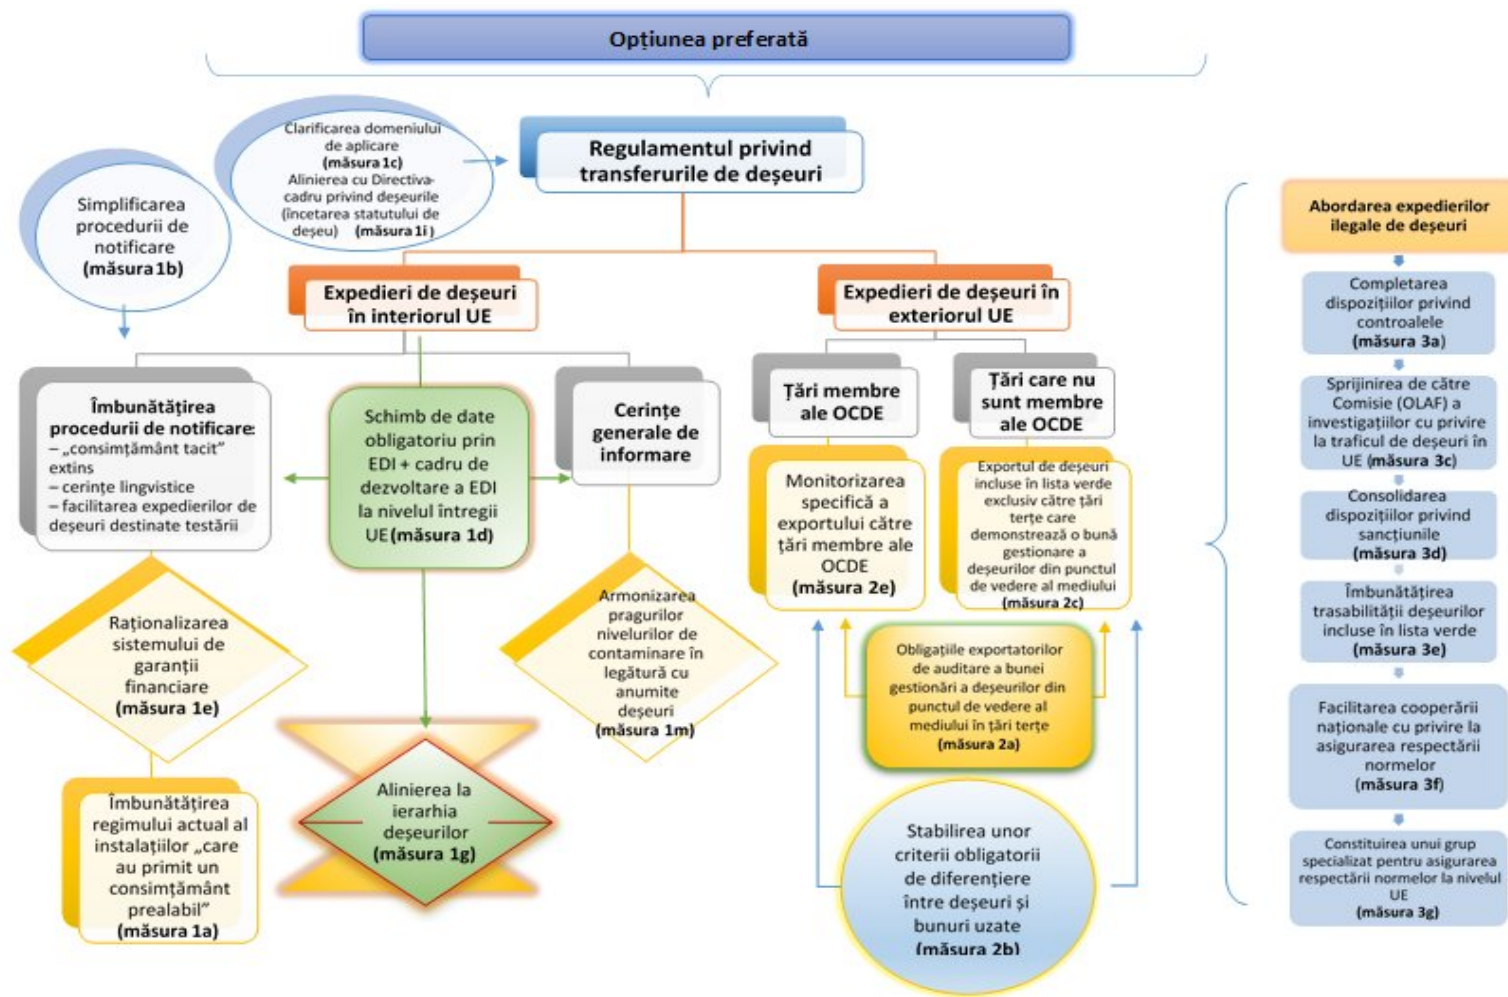 Opțiunea preferată
Clarificarea domeniului
de aplicare
(măsura 1c)
Alinierea cu Directiva-
cadru privind deșeurile
(încetarea statutului de
deșeu) (măsura 1i)
Regulamentul privind
transferurile de deșeuri
Simplificarea
procedurii de
notificare
(măsura 1b)
Expedieri de deșeuri
în interiorul UE
Expedieri de deșeuri în
exteriorul UE
Îmbunătățirea
procedurii de notificare:
– „consimțământ tacit”
extins
– cerințe lingvistice
– facilitarea expedierilor de
deșeuri destinate testării
Schimb de date
obligatoriu prin
EDI + cadru de
dezvoltare a EDI
la nivelul întregii
UE(măsura 1d)
Cerințe
generale de
informare
Țări membre
ale OCDE
Țări care nu
sunt membre
ale OCDE
Monitorizarea
specifică a
exportului către
țări membre ale
OCDE
(măsura 2e)
Exportul de deșeuri
incluse în lista verde
exclusiv către țări
terțe care
demonstrează o bună
gestionare a
deșeurilor din punctul
de vedere al mediului
(măsura 2c)
Raționalizarea
sistemului de
garanții
financiare
(măsura 1e)
Armonizarea
pragurilor
nivelurilor de
contaminare în
legătură cu
anumite
deșeuri
(măsura 1m)
Obligațiile exportatorilor
de auditare a bunei
gestionări a deșeurilor din
punctul de vedere al
mediului în țări terțe
(măsura 2a)
Îmbunătățirea
regimului actual al
instalațiilor „care
au primit un
consimțământ
prealabil”
(măsura 1a)
Alinierea la
ierarhia
deșeurilor
(măsura 1g)
Stabilirea unor
criterii obligatorii
de diferențiere
între deșeuri și
bunuri uzate
(măsura 2b)
Abordarea expedierilor
ilegale de deșeuri
Completarea
dispozițiilor privind
controalele
(măsura 3a)
Sprijinirea de către
Comisie (OLAF) a
investigațiilor cu privire
la traficul de deșeuri în
UE (măsura 3c)
Consolidarea
dispozițiilor privind
sancțiunile
(măsura 3d)
Îmbunătățirea
trasabilității deșeurilor
incluse în lista verde
(măsura 3e)
Facilitarea cooperării
naționale cu privire la
asigurarea respectării
normelor
(măsura 3f)
Constituirea unui grup
specializat pentru asigurarea
respectării normelor la nivelul
UE
(măsura 3g)